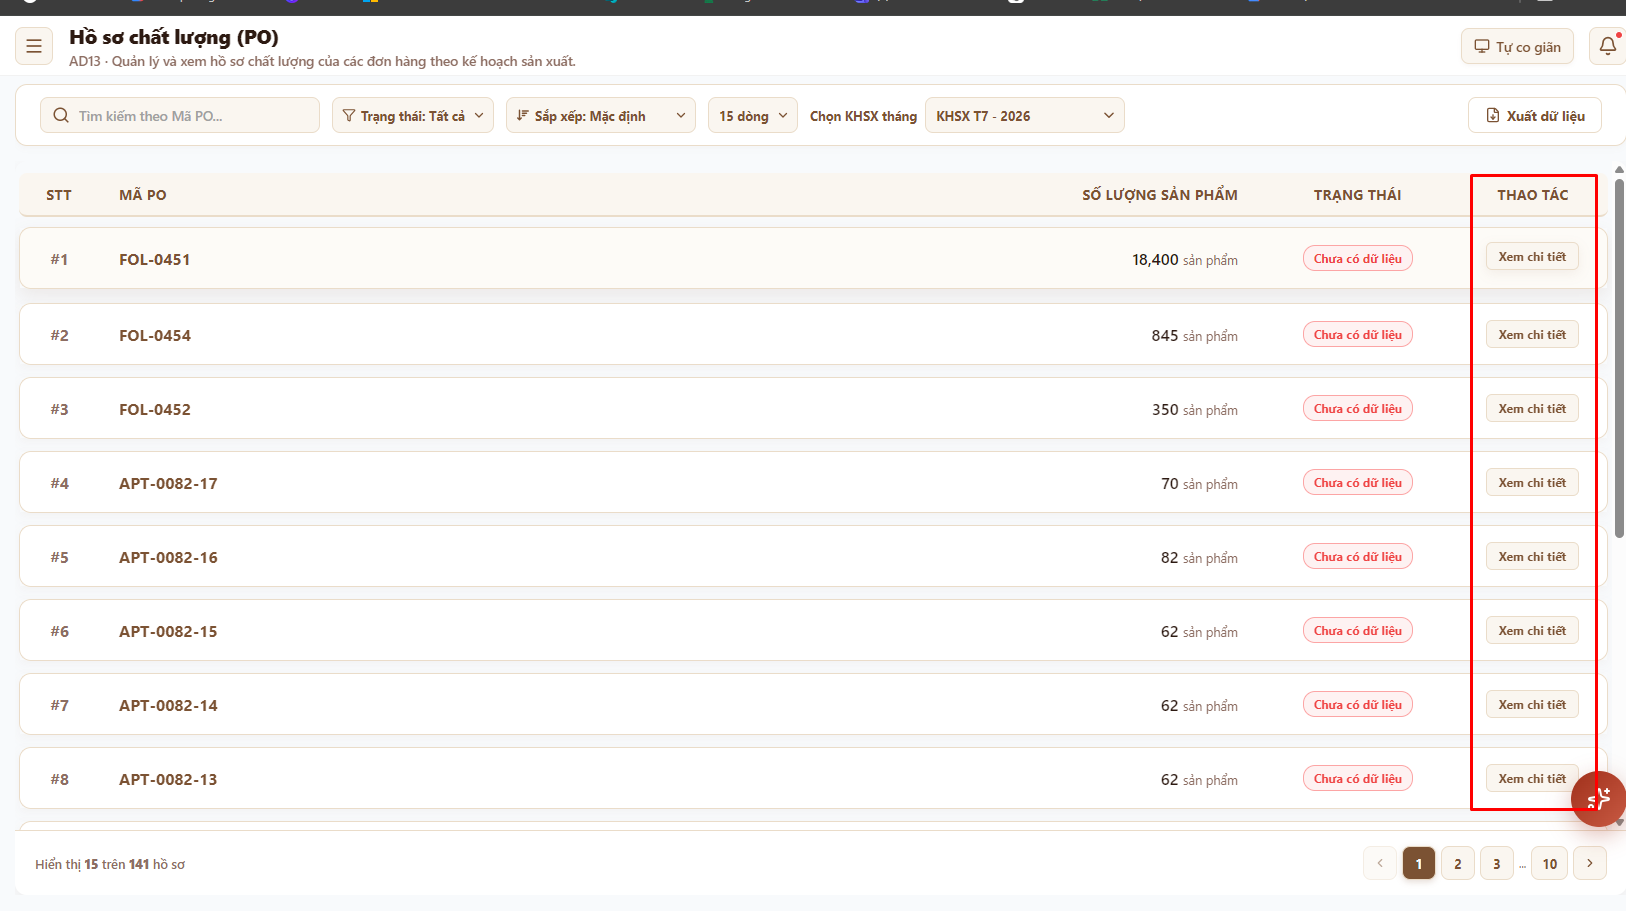 Hồ sơ chất lượng (PO)
AD13 · Quản lý và xem hồ sơ chất lượng của các đơn hàng theo kế hoạch sản xuất.
Tự co giãn
Tìm kiếm theo Mã PO...
Trạng thái: Tất cả
Sắp xếp: Mặc định
15 dòng
Chọn KHSX tháng
KHSX T7 - 2026
Xuất dữ liệu
STT MÃ PO SỐ LƯỢNG SẢN PHẨM TRẠNG THÁI THAO TÁC
#1 FOL-0451 18,400 sản phẩm Chưa có dữ liệu Xem chi tiết
#2 FOL-0454 845 sản phẩm Chưa có dữ liệu Xem chi tiết
#3 FOL-0452 350 sản phẩm Chưa có dữ liệu Xem chi tiết
#4 APT-0082-17 70 sản phẩm Chưa có dữ liệu Xem chi tiết
#5 APT-0082-16 82 sản phẩm Chưa có dữ liệu Xem chi tiết
#6 APT-0082-15 62 sản phẩm Chưa có dữ liệu Xem chi tiết
#7 APT-0082-14 62 sản phẩm Chưa có dữ liệu Xem chi tiết
#8 APT-0082-13 62 sản phẩm Chưa có dữ liệu Xem chi tiết
Hiển thị 15 trên 141 hồ sơ
1 2 3 ... 10